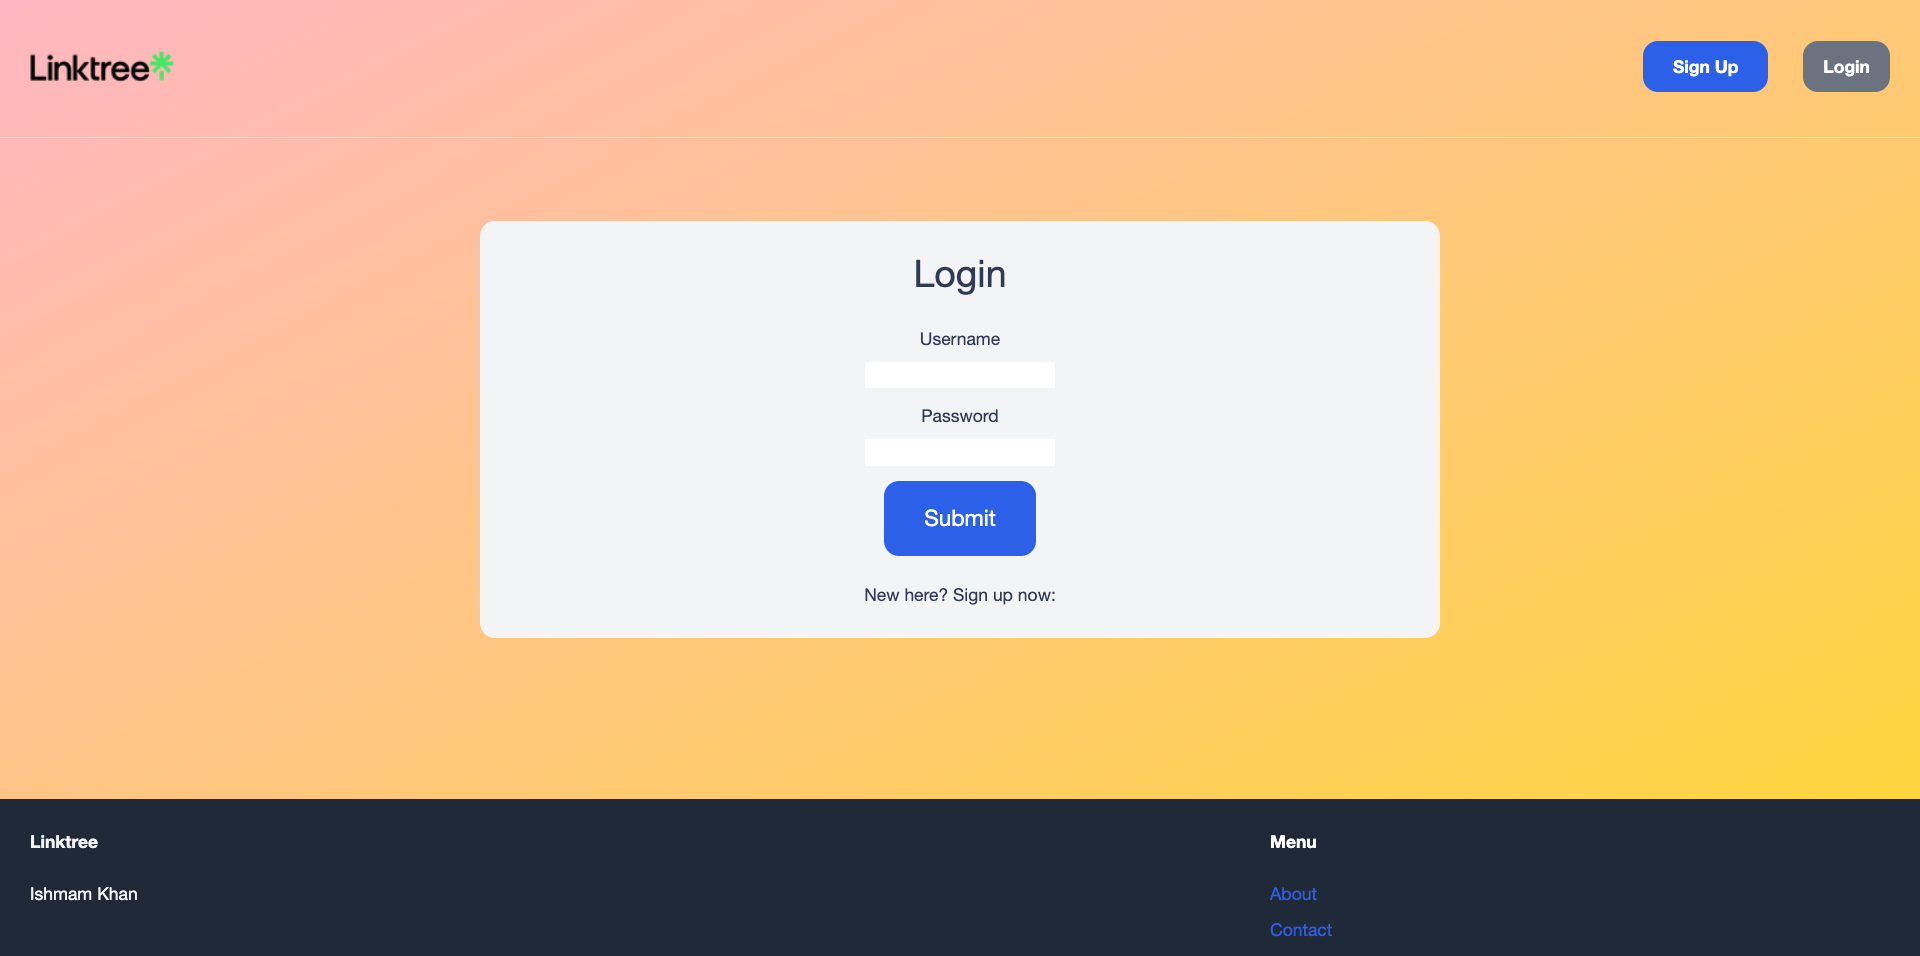 Linktree
Sign Up
Login
Login
Username
Password
Submit
New here? Sign up now:
Linktree
Menu
Ishmam Khan
About
Contact